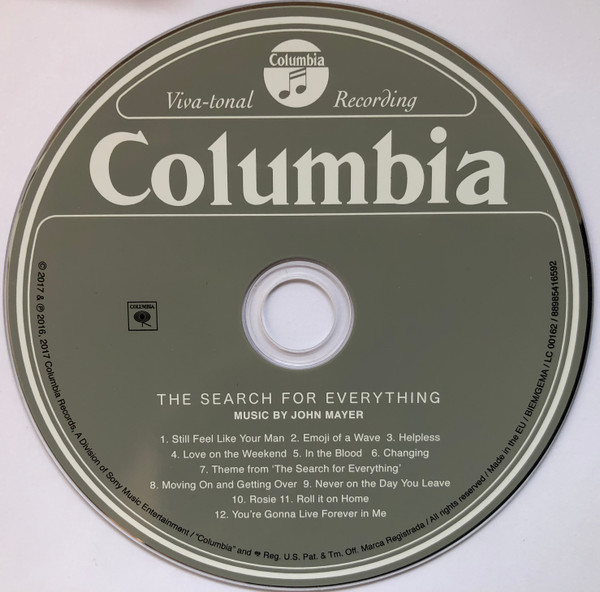 Columbia
Viva-tonal Recording
Columbia
COLUMBIA
THE SEARCH FOR EVERYTHING
MUSIC BY JOHN MAYER
1. Still Feel Like Your Man 2. Emoji of a Wave 3. Helpless
4. Love on the Weekend 5. In the Blood 6. Changing
7. Theme from 'The Search for Everything'
8. Moving On and Getting Over 9. Never on the Day You Leave
10. Rosie 11. Roll it on Home
12. You're Gonna Live Forever in Me
© 2017 & ℗ 2016, 2017 Columbia Records, A Division of Sony Music Entertainment / "Columbia" and Reg. U.S. Pat. & Tm. Off. Marca Registrada / All rights reserved / Made in the EU / BIEM/GEMA / LC 00162 / 88985416592